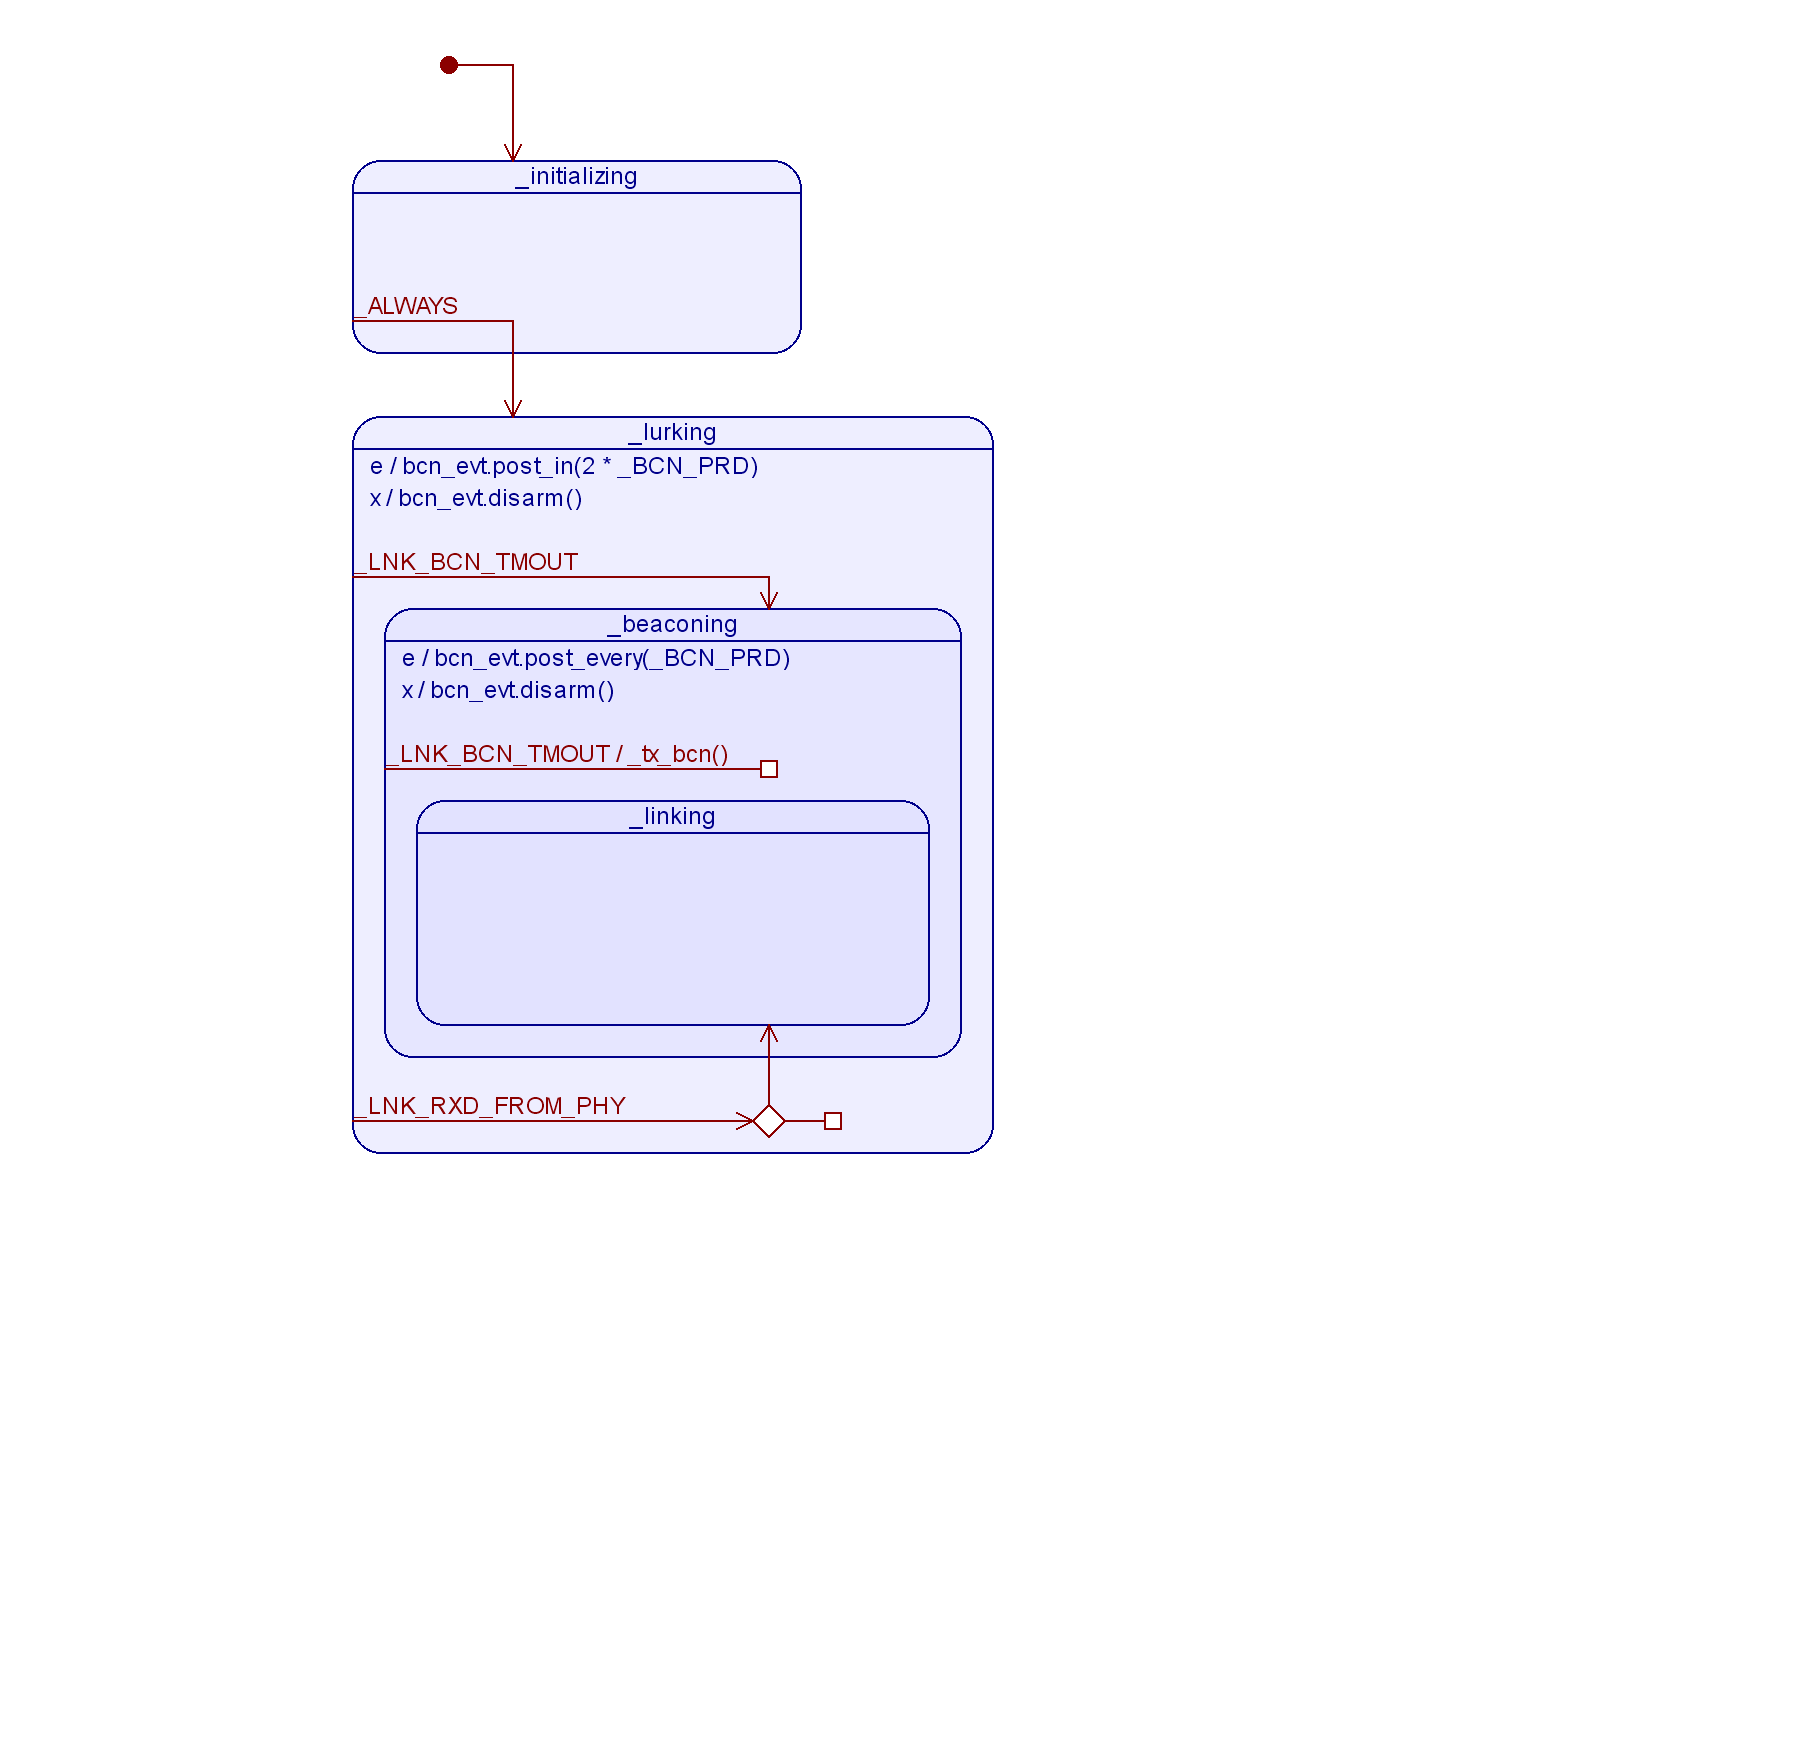 _initializing
_ALWAYS
_lurking
e / bcn_evt.post_in(2 * _BCN_PRD)
x / bcn_evt.disarm()
_LNK_BCN_TMOUT
_beaconing
e / bcn_evt.post_every(_BCN_PRD)
x / bcn_evt.disarm()
_LNK_BCN_TMOUT / _tx_bcn()
_linking
_LNK_RXD_FROM_PHY